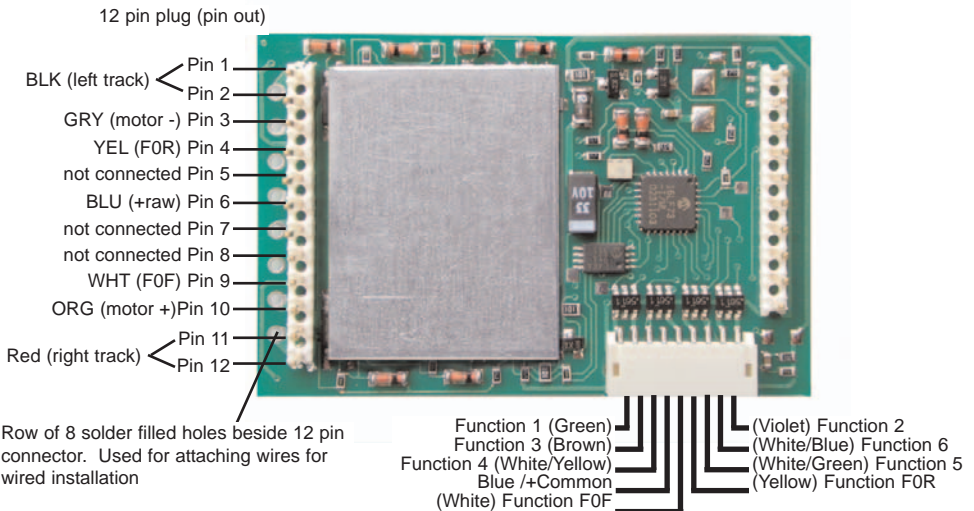 12 pin plug (pin out)
BLK (left track)
Pin 1
Pin 2
GRY (motor -) Pin 3
YEL (F0R) Pin 4
not connected Pin 5
BLU (+raw) Pin 6
not connected Pin 7
not connected Pin 8
WHT (F0F) Pin 9
ORG (motor +)Pin 10
Red (right track)
Pin 11
Pin 12
Row of 8 solder filled holes beside 12 pin
connector. Used for attaching wires for
wired installation
33
10V
Function 1 (Green)
Function 3 (Brown)
Function 4 (White/Yellow)
Blue /+Common
(White) Function F0F
(Violet) Function 2
(White/Blue) Function 6
(White/Green) Function 5
(Yellow) Function F0R